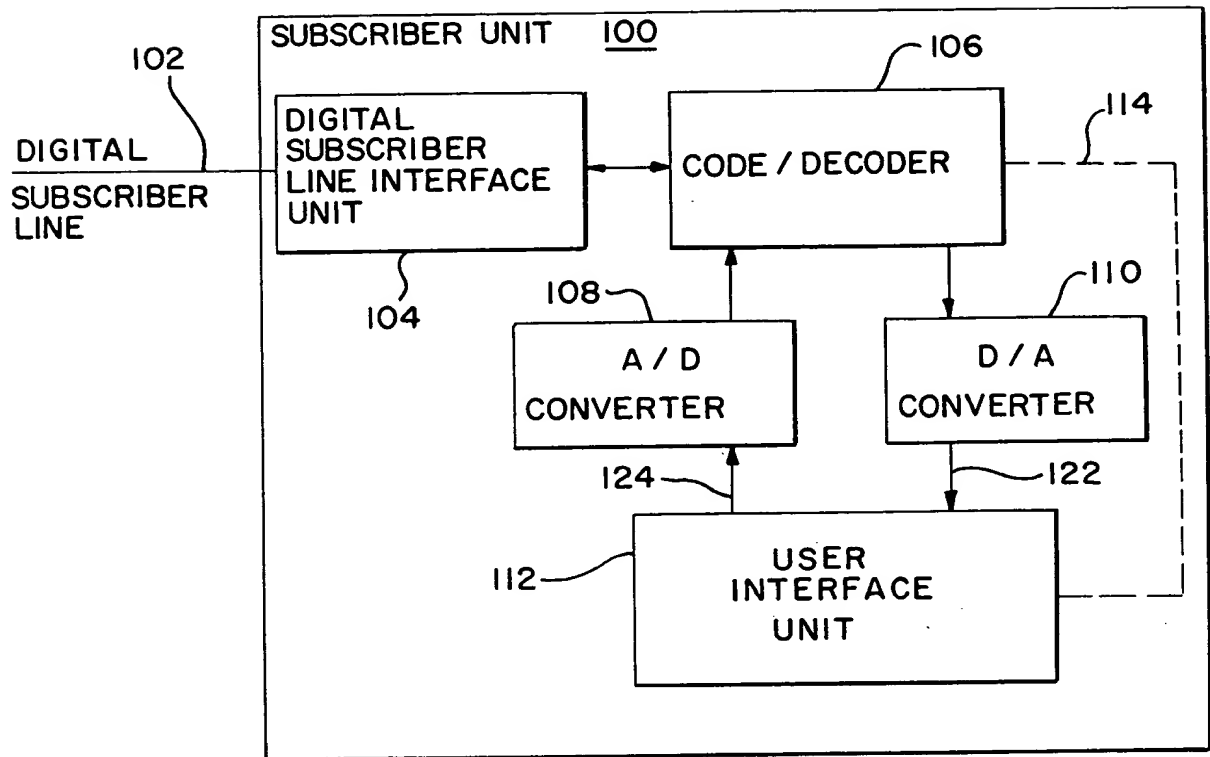 SUBSCRIBER UNIT 100
102
106
114
DIGITAL
SUBSCRIBER
LINE
DIGITAL
SUBSCRIBER
LINE INTERFACE
UNIT
CODE / DECODER
104
108
110
A / D
CONVERTER
D / A
CONVERTER
124
122
112
USER
INTERFACE
UNIT